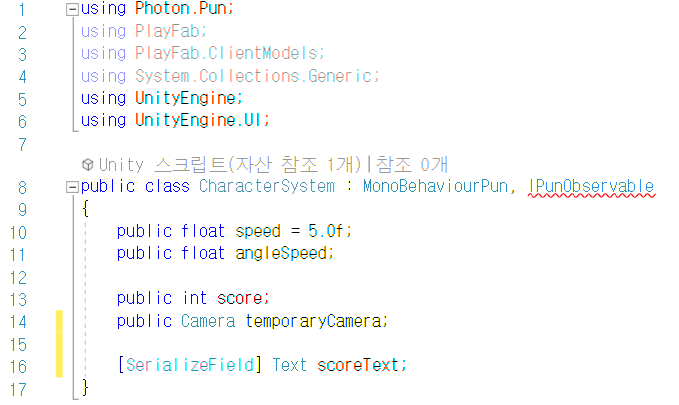 1 using Photon.Pun;
2 using PlayFab;
3 using PlayFab.ClientModels;
4 using System.Collections.Generic;
5 using UnityEngine;
6 using UnityEngine.UI;
7
Unity 스크립트(자산 참조 1개)|참조 0개
8 public class CharacterSystem : MonoBehaviourPun, IPunObservable
9 {
10 public float speed = 5.0f;
11 public float angleSpeed;
12
13 public int score;
14 public Camera temporaryCamera;
15
16 [SerializeField] Text scoreText;
17 }